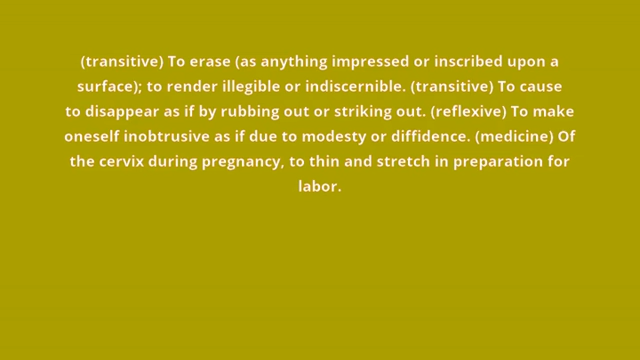 (transitive) To erase (as anything impressed or inscribed upon a
surface); to render illegible or indiscernible. (transitive) To cause
to disappear as if by rubbing out or striking out. (reflexive) To make
oneself inobtrusive as if due to modesty or diffidence. (medicine) Of
the cervix during pregnancy, to thin and stretch in preparation for
labor.